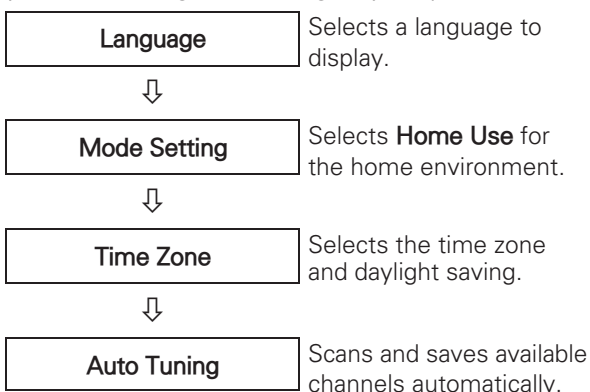 Language
Selects a language to
display.
⇩
Mode Setting
Selects Home Use for
the home environment.
⇩
Time Zone
Selects the time zone
and daylight saving.
⇩
Auto Tuning
Scans and saves available
channels automatically.